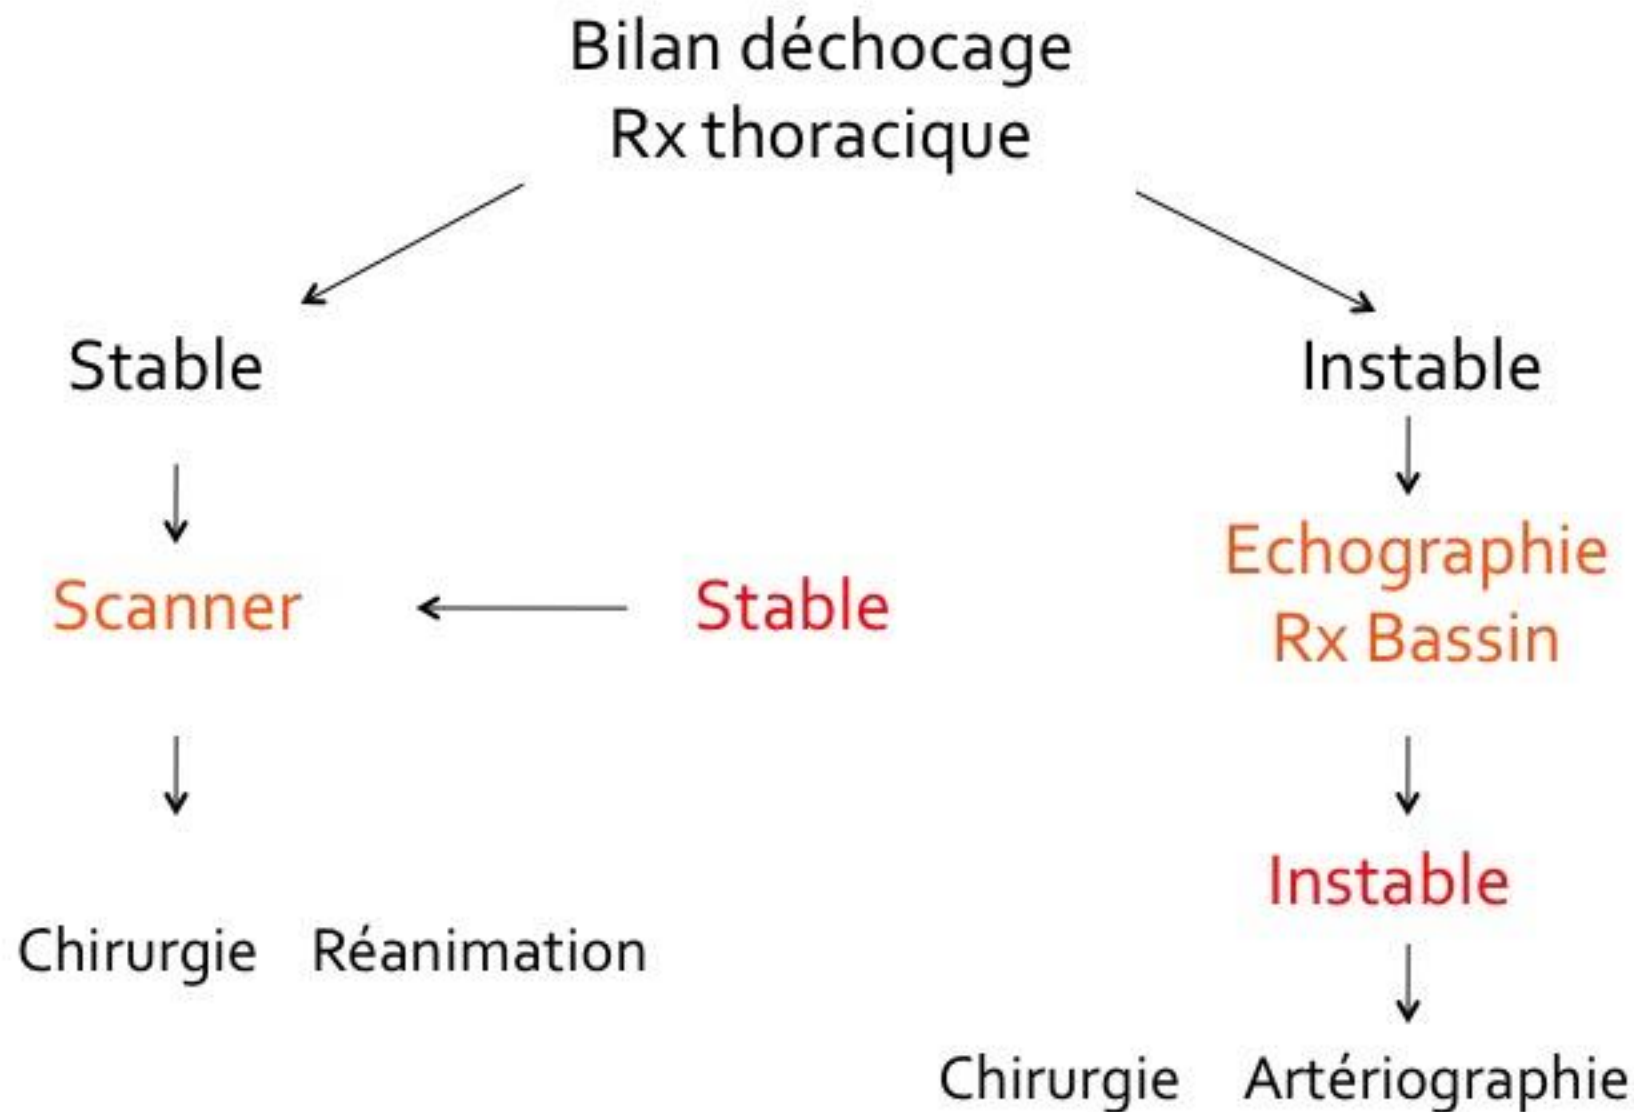 Bilan déchocage
Rx thoracique
Stable
Instable
Echographie
Scanner
Stable
Rx Bassin
Instable
Chirurgie Réanimation
Chirurgie Artériographie